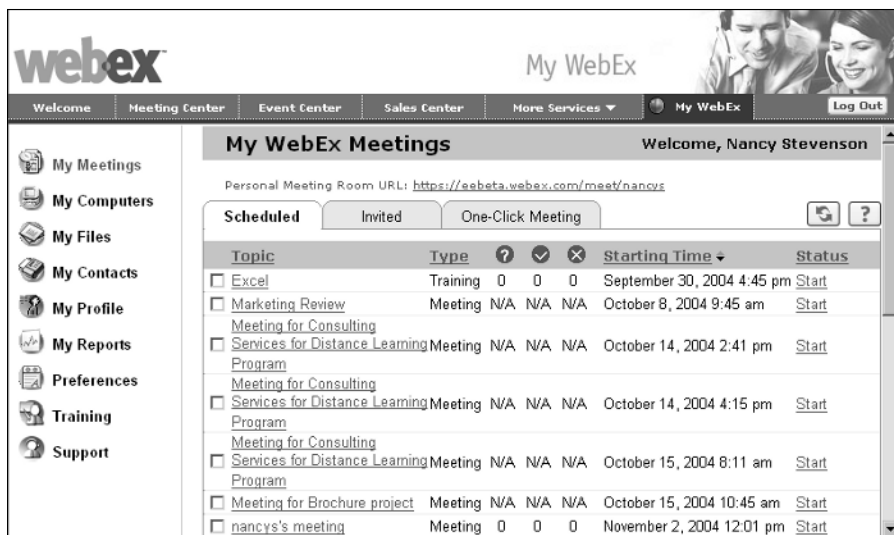 webex
My WebEx
Welcome Meeting Center Event Center Sales Center More Services My WebEx Log Out
My Meetings
My Computers
My Files
My Contacts
My Profile
My Reports
Preferences
Training
Support
My WebEx Meetings Welcome, Nancy Stevenson
Personal Meeting Room URL: https://eebeta.webex.com/meet/nancys
Scheduled Invited One-Click Meeting ?
Topic Type ? Starting Time Status
Excel Training 0 0 0 September 30, 2004 4:45 pm Start
Marketing Review Meeting N/A N/A N/A October 8, 2004 9:45 am Start
Meeting for Consulting
Services for Distance Learning Meeting N/A N/A N/A October 14, 2004 2:41 pm Start
Program
Meeting for Consulting
Services for Distance Learning Meeting N/A N/A N/A October 14, 2004 4:15 pm Start
Program
Meeting for Consulting
Services for Distance Learning Meeting N/A N/A N/A October 15, 2004 8:11 am Start
Program
Meeting for Brochure project Meeting N/A N/A N/A October 15, 2004 10:45 am Start
nancys's meeting Meeting 0 0 0 November 2, 2004 12:01 pm Start